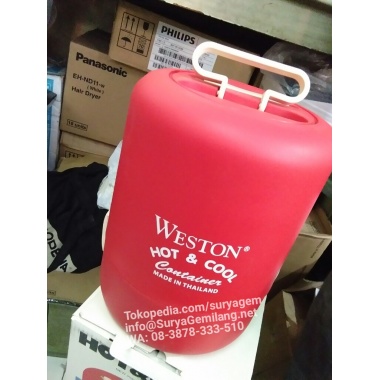 PHILIPS
Panasonic
EH-ND11-W
(White)
Hair Dryer
WESTON®
HOT & COOL
Container
MADE IN THAILAND
Tokopedia.com/suryagem
info@SuryaGemilang.net
WA: 08-3878-333-510